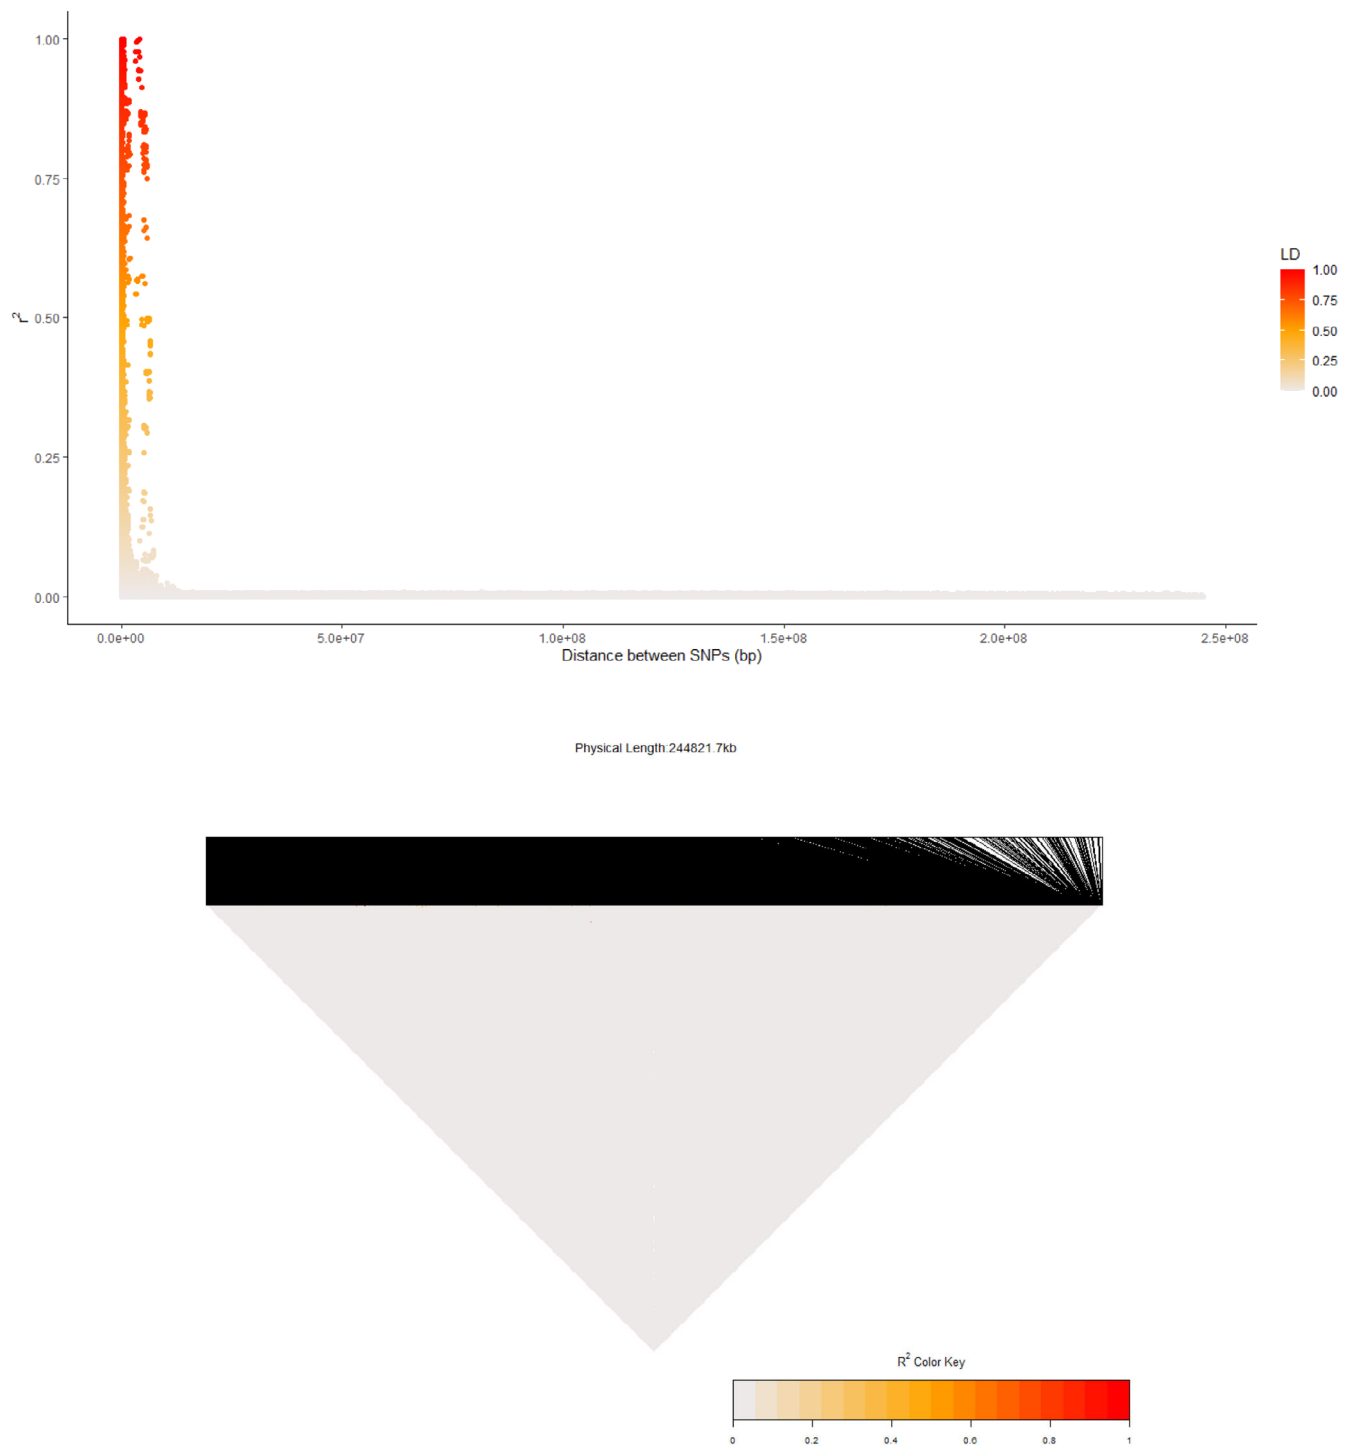 1.00
0.75
0.50
0.25
0.00
r²
0.0e+00 5.0e+07 1.0e+08 1.5e+08 2.0e+08 2.5e+08
Distance between SNPs (bp)
LD
1.00
0.75
0.50
0.25
0.00
Physical Length:244821.7kb
R² Color Key
0 0.2 0.4 0.6 0.8 1